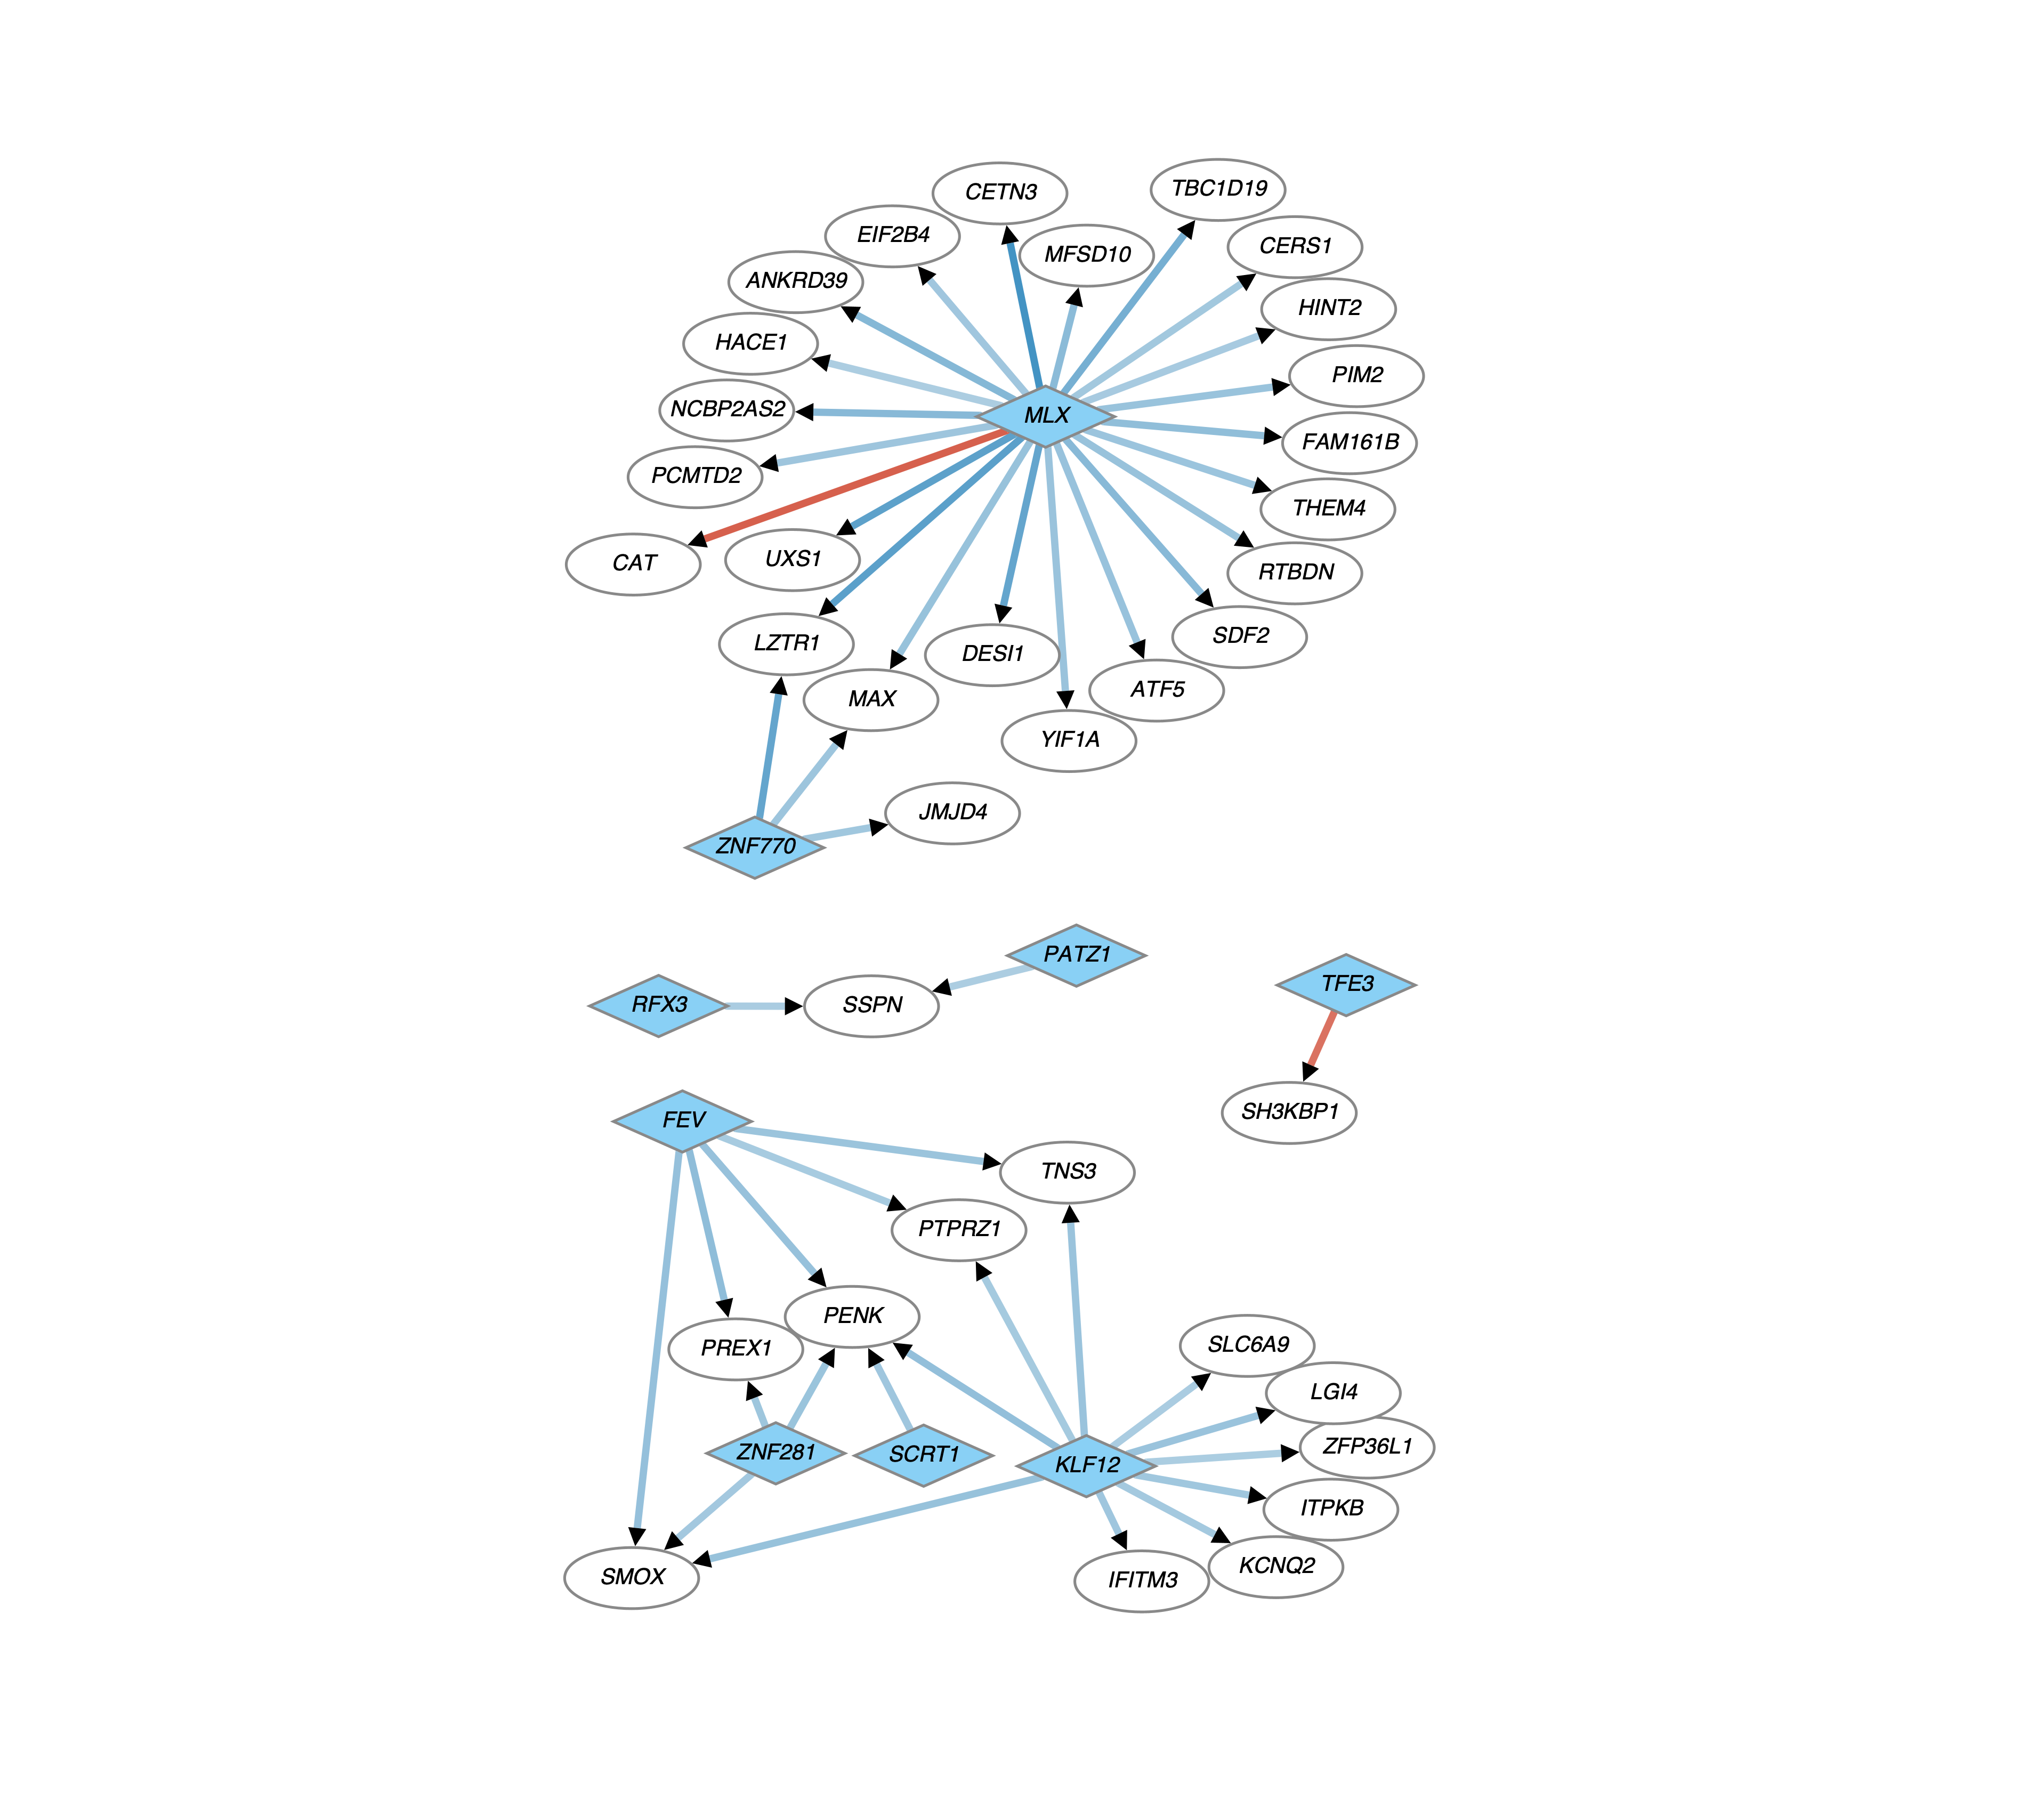 TBC1D19
CETN3
EIF2B4
CERS1
MFSD10
ANKRD39
HINT2
HACE1
PIM2
NCBP2AS2
MLX
FAM161B
PCMTD2
THEM4
UXS1
CAT
RTBDN
SDF2
LZTR1
DESI1
ATF5
MAX
YIF1A
JMJD4
ZNF770
PATZ1
TFE3
RFX3
SSPN
SH3KBP1
FEV
TNS3
PTPRZ1
PENK
SLC6A9
PREX1
LGI4
ZFP36L1
ZNF281
SCRT1
KLF12
ITPKB
KCNQ2
SMOX
IFITM3